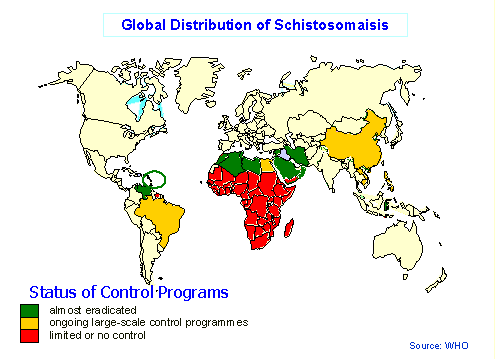 Global Distribution of Schistosomaisis
Status of Control Programs
almost eradicated
ongoing large-scale control programmes
limited or no control
Source: WHO